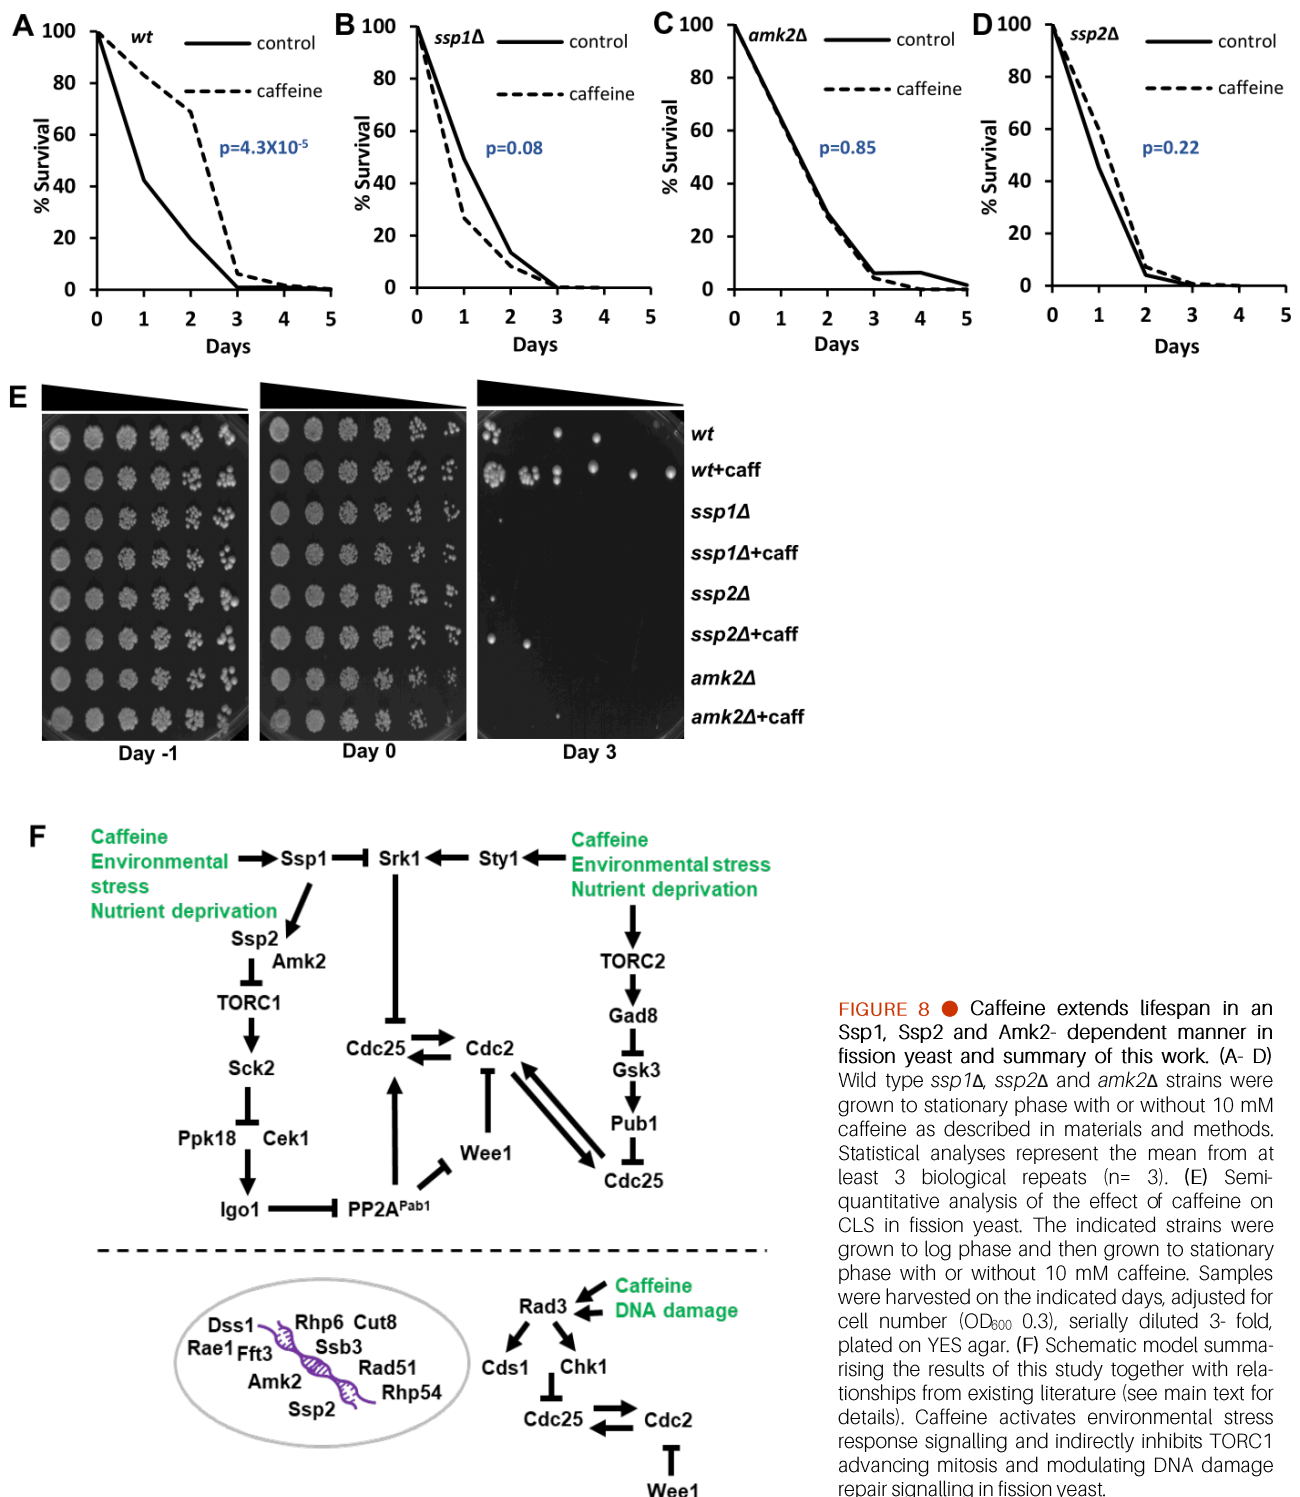 A
100
80
60
40
20
0
% Survival
wt
control
caffeine
p=4.3X10-5
0 1 2 3 4 5
Days
B
100
80
60
40
20
0
% Survival
ssp1Δ
control
caffeine
p=0.08
0 1 2 3 4 5
Days
C
100
80
60
40
20
0
% Survival
amk2Δ
control
caffeine
p=0.85
0 1 2 3 4 5
Days
D
100
80
60
40
20
0
% Survival
ssp2Δ
control
caffeine
p=0.22
0 1 2 3 4 5
Days
E
wt
wt+caff
ssp1Δ
ssp1Δ+caff
ssp2Δ
ssp2Δ+caff
amk2Δ
amk2Δ+caff
Day -1
Day 0
Day 3
F
Caffeine
Environmental
stress
Nutrient deprivation
Ssp1
Srk1
Sty1
Caffeine
Environmental stress
Nutrient deprivation
Ssp2
Amk2
TORC1
Sck2
Ppk18 Cek1
Igo1
PP2APab1
Cdc25
Cdc2
Wee1
TORC2
Gad8
Gsk3
Pub1
Cdc25
Dss1
Rhp6 Cut8
Rae1
Fft3
Ssb3
Rad51
Amk2
Rhp54
Ssp2
Caffeine
DNA damage
Rad3
Cds1
Chk1
Cdc25
Cdc2
Wee1
FIGURE 8 ● Caffeine extends lifespan in an
Ssp1, Ssp2 and Amk2- dependent manner in
fission yeast and summary of this work. (A- D)
Wild type ssp1Δ, ssp2Δ and amk2Δ strains were
grown to stationary phase with or without 10 mM
caffeine as described in materials and methods.
Statistical analyses represent the mean from at
least 3 biological repeats (n= 3). (E) Semi-
quantitative analysis of the effect of caffeine on
CLS in fission yeast. The indicated strains were
grown to log phase and then grown to stationary
phase with or without 10 mM caffeine. Samples
were harvested on the indicated days, adjusted for
cell number (OD600 0.3), serially diluted 3- fold,
plated on YES agar. (F) Schematic model summa-
rising the results of this study together with rela-
tionships from existing literature (see main text for
details). Caffeine activates environmental stress
response signalling and indirectly inhibits TORC1
advancing mitosis and modulating DNA damage
repair signalling in fission yeast.